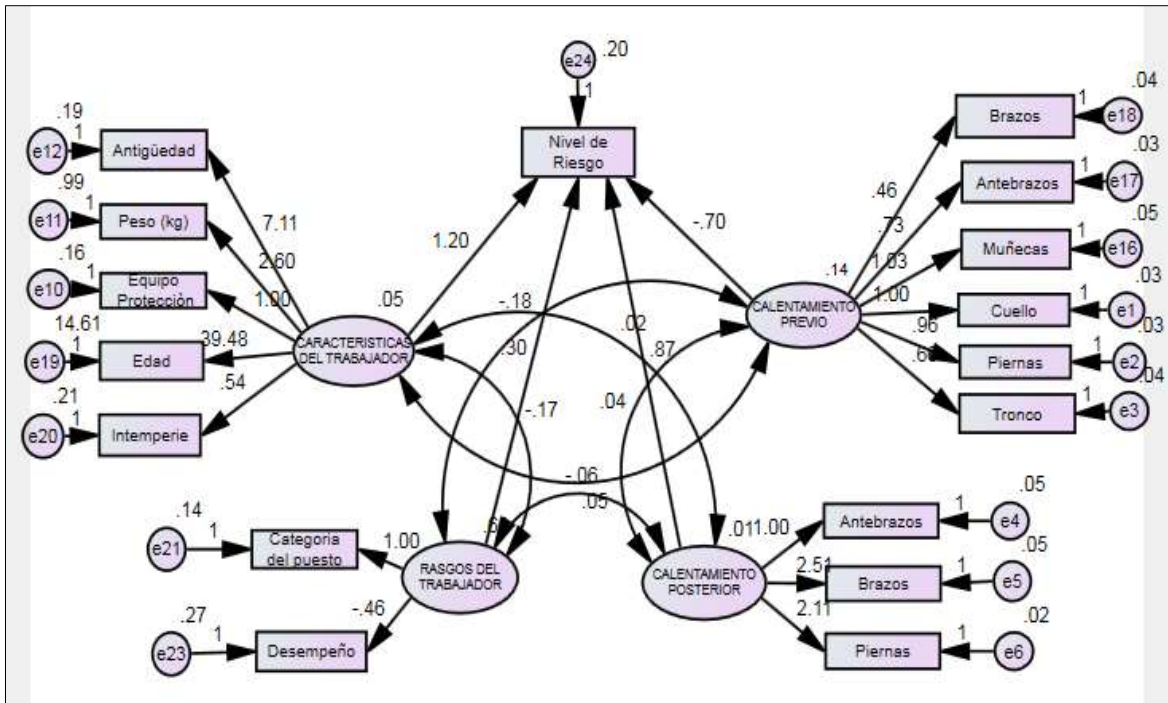 e24
.20
1
Nivel de
Riesgo
.19
e12
1
Antigüedad
.99
e11
1
Peso (kg)
.16
e10
1
Equipo
Protección
14.61
e19
1
Edad
.21
e20
1
Intemperie
7.11
2.60
1.00
39.48
.54
.05
CARACTERISTICAS
DEL TRABAJADOR
1.20
-.70
-.18
.02
.30
.87
-.17
.04
-.06
.05
.14
CALENTAMIENTO
PREVIO
.46
.73
1.03
1.00
.96
Brazos
1
e18
.04
Antebrazos
1
e17
.03
Muñecas
1
e16
.05
Cuello
1
e1
.03
Piernas
1
e2
.03
Tronco
1
e3
.04
.14
e21
1
Categoria
del puesto
1.00
RASGOS DEL
TRABAJADOR
-.46
.27
e23
1
Desempeño
.01
CALENTAMIENTO
POSTERIOR
1.00
2.51
2.11
Antebrazos
1
e4
.05
Brazos
1
e5
.05
Piernas
1
e6
.02